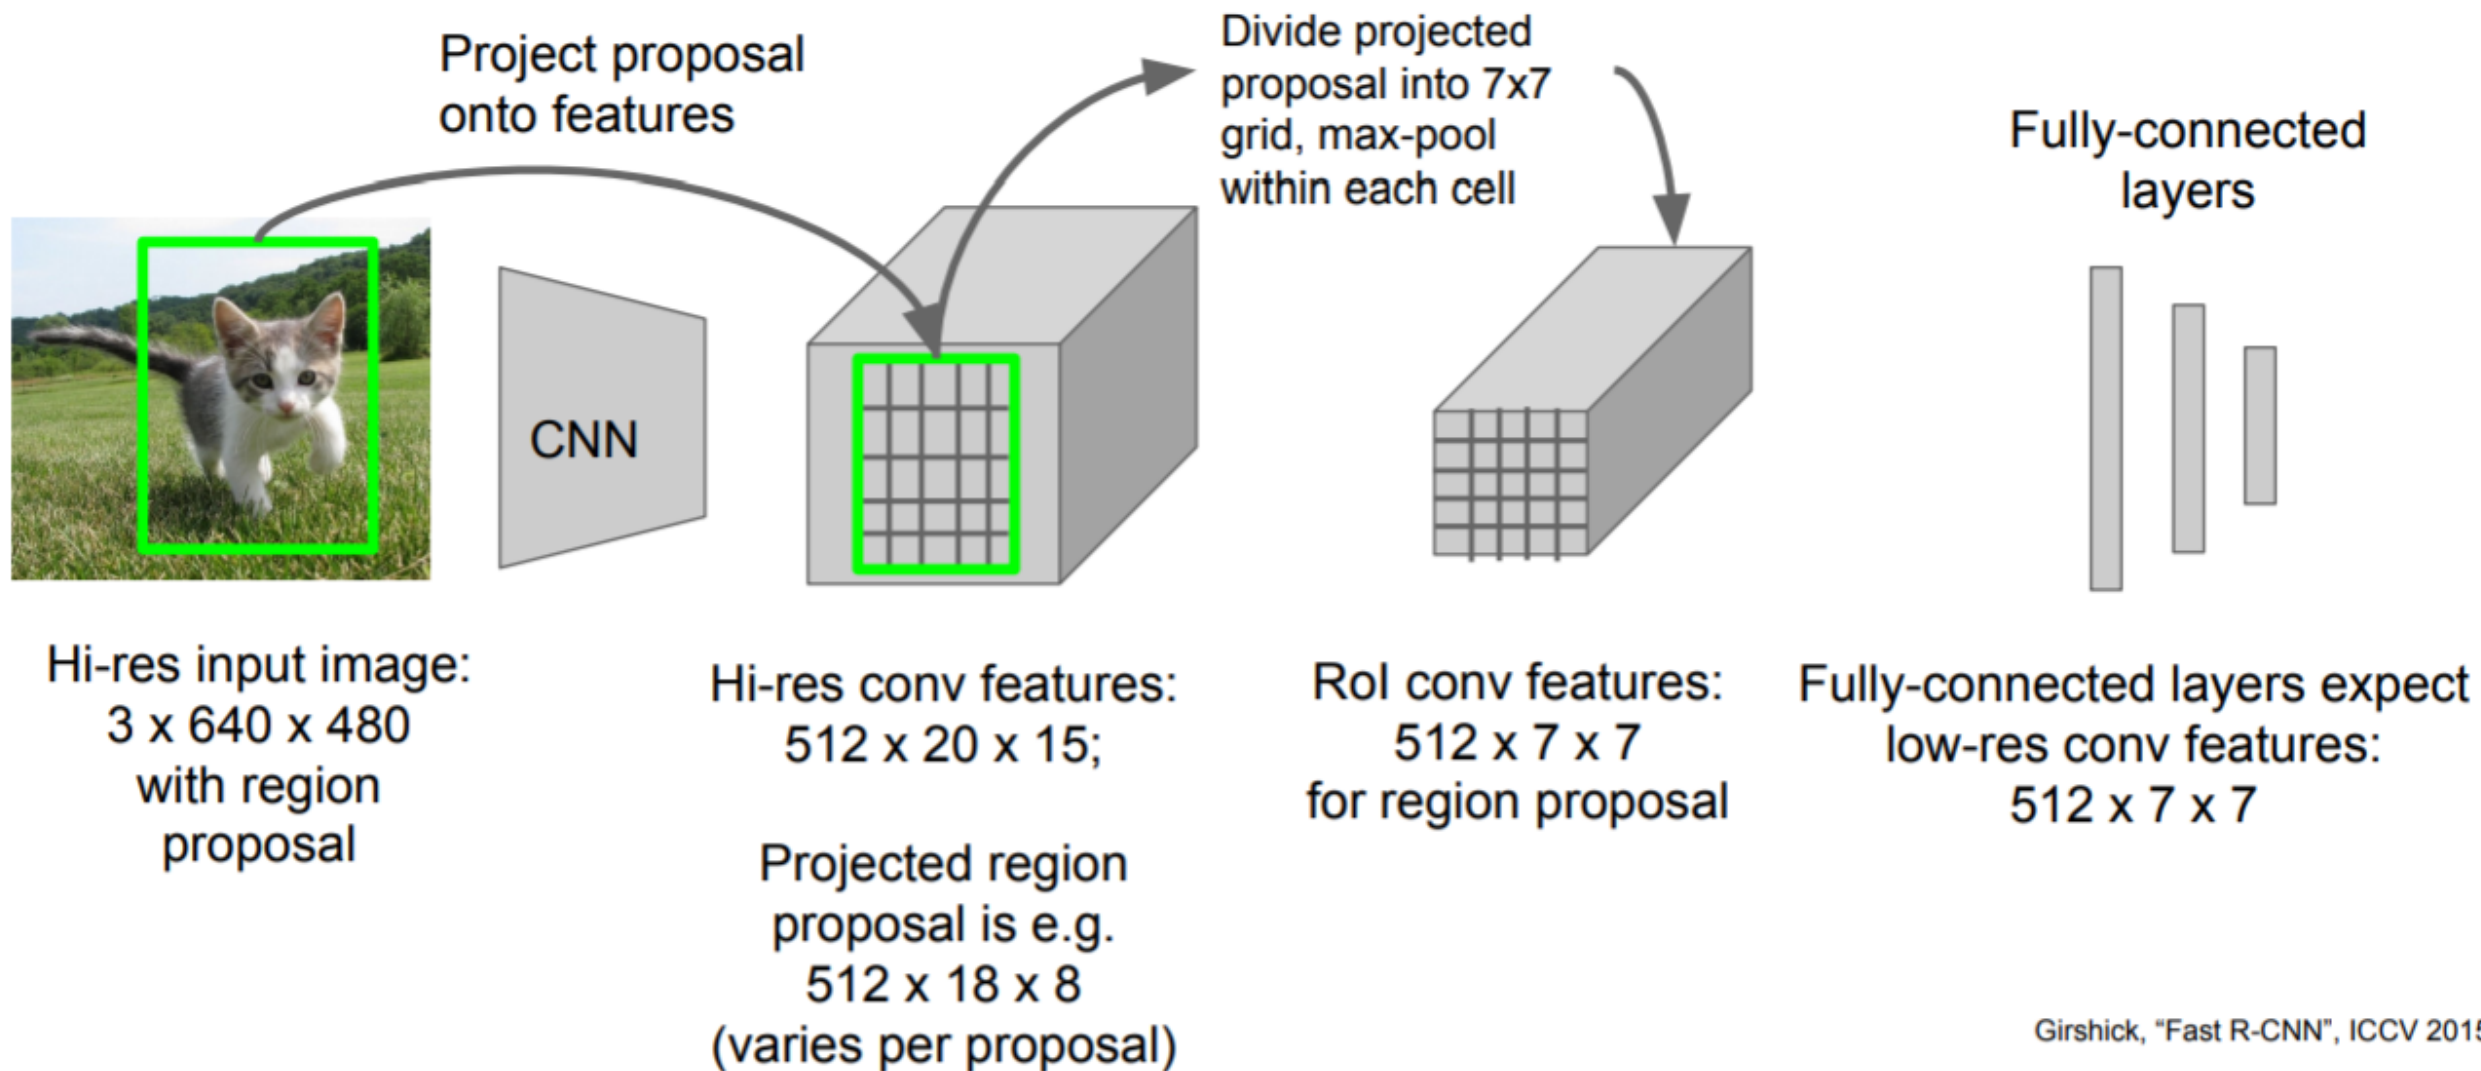 Project proposal
onto features
Divide projected
proposal into 7x7
grid, max-pool
within each cell
Fully-connected
layers
CNN
Hi-res input image:
3 x 640 x 480
with region
proposal
Hi-res conv features:
512 x 20 x 15;
Projected region
proposal is e.g.
512 x 18 x 8
(varies per proposal)
RoI conv features:
512 x 7 x 7
for region proposal
Fully-connected layers expect
low-res conv features:
512 x 7 x 7
Girshick, “Fast R-CNN”, ICCV 2015